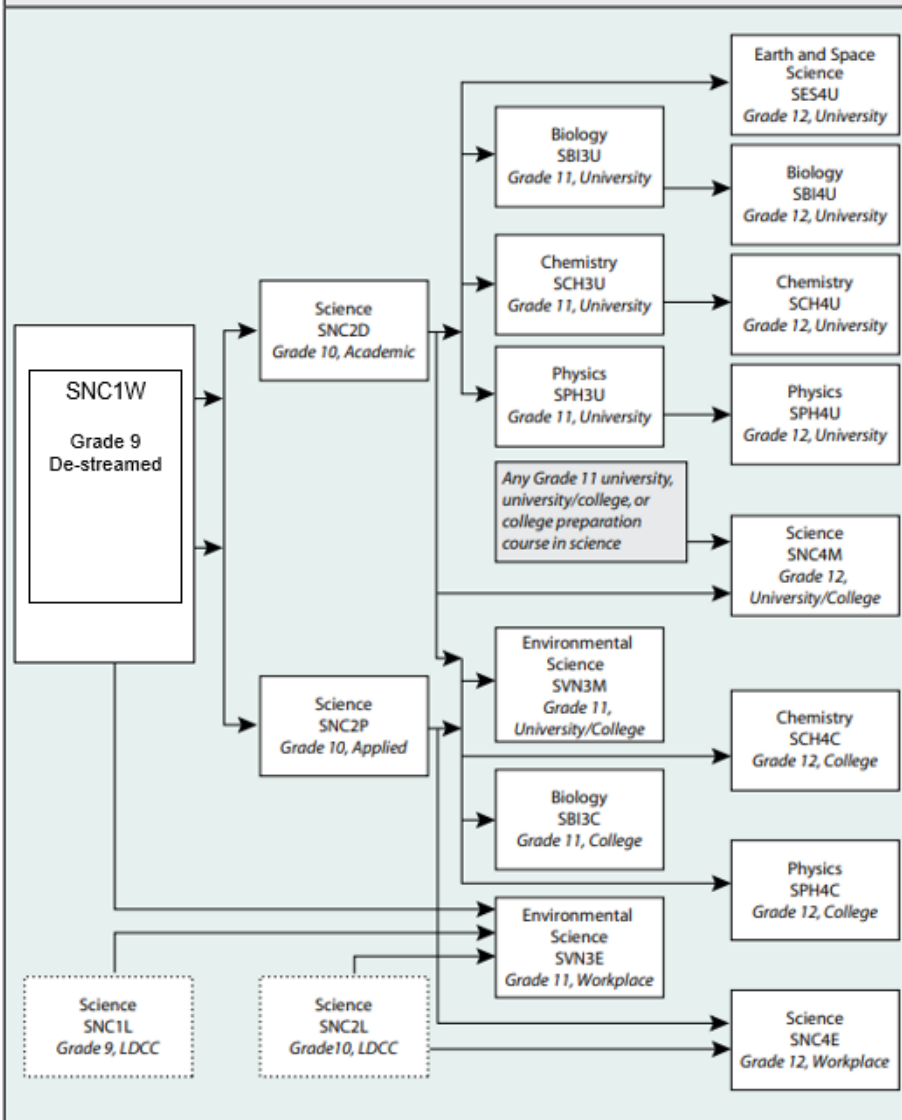 SNC1W
Grade 9
De-streamed
Science
SNC2D
Grade 10, Academic
Science
SNC2P
Grade 10, Applied
Science
SNC1L
Grade 9, LDCC
Science
SNC2L
Grade10, LDCC
Biology
SBI3U
Grade 11, University
Chemistry
SCH3U
Grade 11, University
Physics
SPH3U
Grade 11, University
Any Grade 11 university,
university/college, or
college preparation
course in science
Environmental
Science
SVN3M
Grade 11,
University/College
Biology
SBI3C
Grade 11, College
Environmental
Science
SVN3E
Grade 11, Workplace
Earth and Space
Science
SES4U
Grade 12, University
Biology
SBI4U
Grade 12, University
Chemistry
SCH4U
Grade 12, University
Physics
SPH4U
Grade 12, University
Science
SNC4M
Grade 12,
University/College
Chemistry
SCH4C
Grade 12, College
Physics
SPH4C
Grade 12, College
Science
SNC4E
Grade 12, Workplace